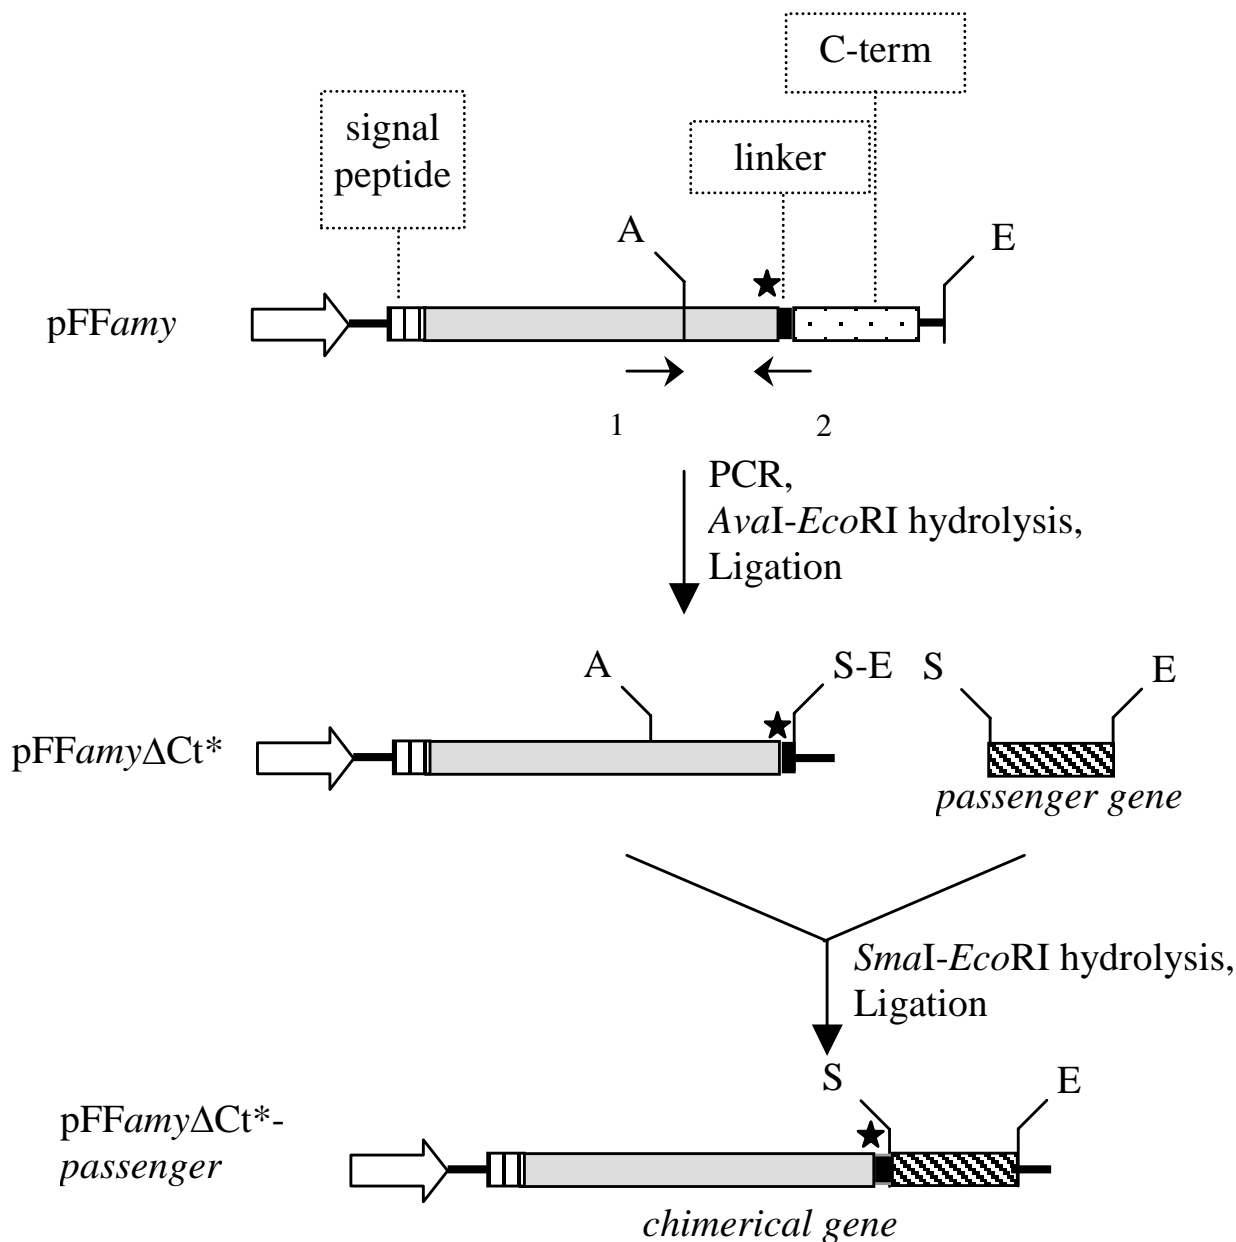 C-term
signal
peptide
linker
A
E
pFFamy
1
2
PCR,
AvaI-EcoRI hydrolysis,
Ligation
A
S-E
S
E
pFFamyΔCt*
passenger gene
SmaI-EcoRI hydrolysis,
Ligation
S
E
pFFamyΔCt*-
passenger
chimerical gene